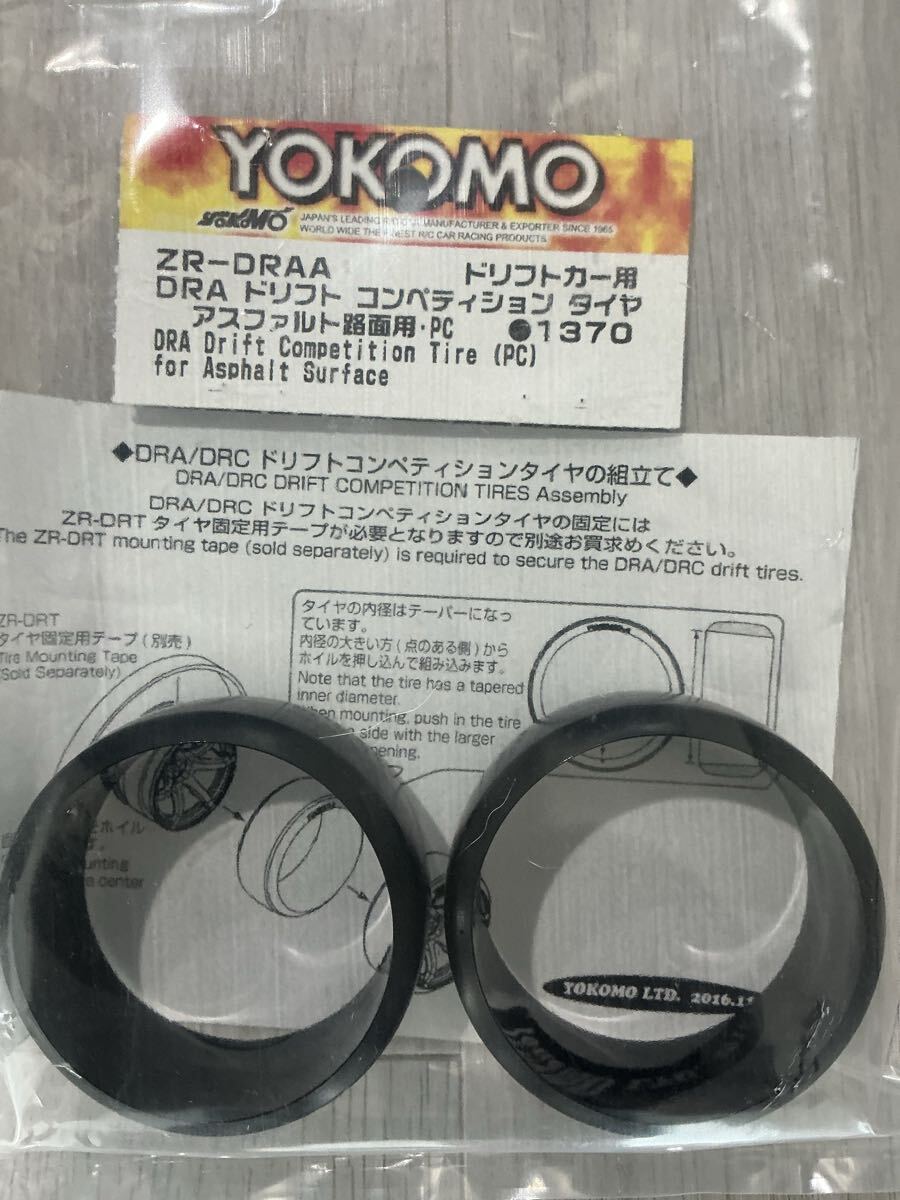 YOKOMO
YOKOMO
JAPAN'S LEADING R/C MANUFACTURER & EXPORTER SINCE 1965
WORLD WIDE THE FINEST R/C CAR RACING PRODUCTS
ZR-DRAA ドリフトカー用
DRA ドリフト コンペティション タイヤ
アスファルト路面用・PC ●1370
DRA Drift Competition Tire (PC)
for Asphalt Surface
◆DRA/DRC ドリフトコンペティションタイヤの組立て◆
DRA/DRC DRIFT COMPETITION TIRES Assembly
DRA/DRC ドリフトコンペティションタイヤの固定には
ZR-DRT タイヤ固定用テープが必要となりますので別途お買求めください。
The ZR-DRT mounting tape (sold separately) is required to secure the DRA/DRC drift tires.
ZR-DRT
タイヤ固定用テープ(別売)
Tire Mounting Tape
(Sold Separately)
タイヤの内径はテーパーになっ
ています。
内径の大きい方(点のある側)から
ホイルを押し込んで組み込みます。
Note that the tire has a tapered
inner diameter.
When mounting, push in the tire
side with the larger
opening.
ホイル
center
YOKOMO LTD. 2016.11